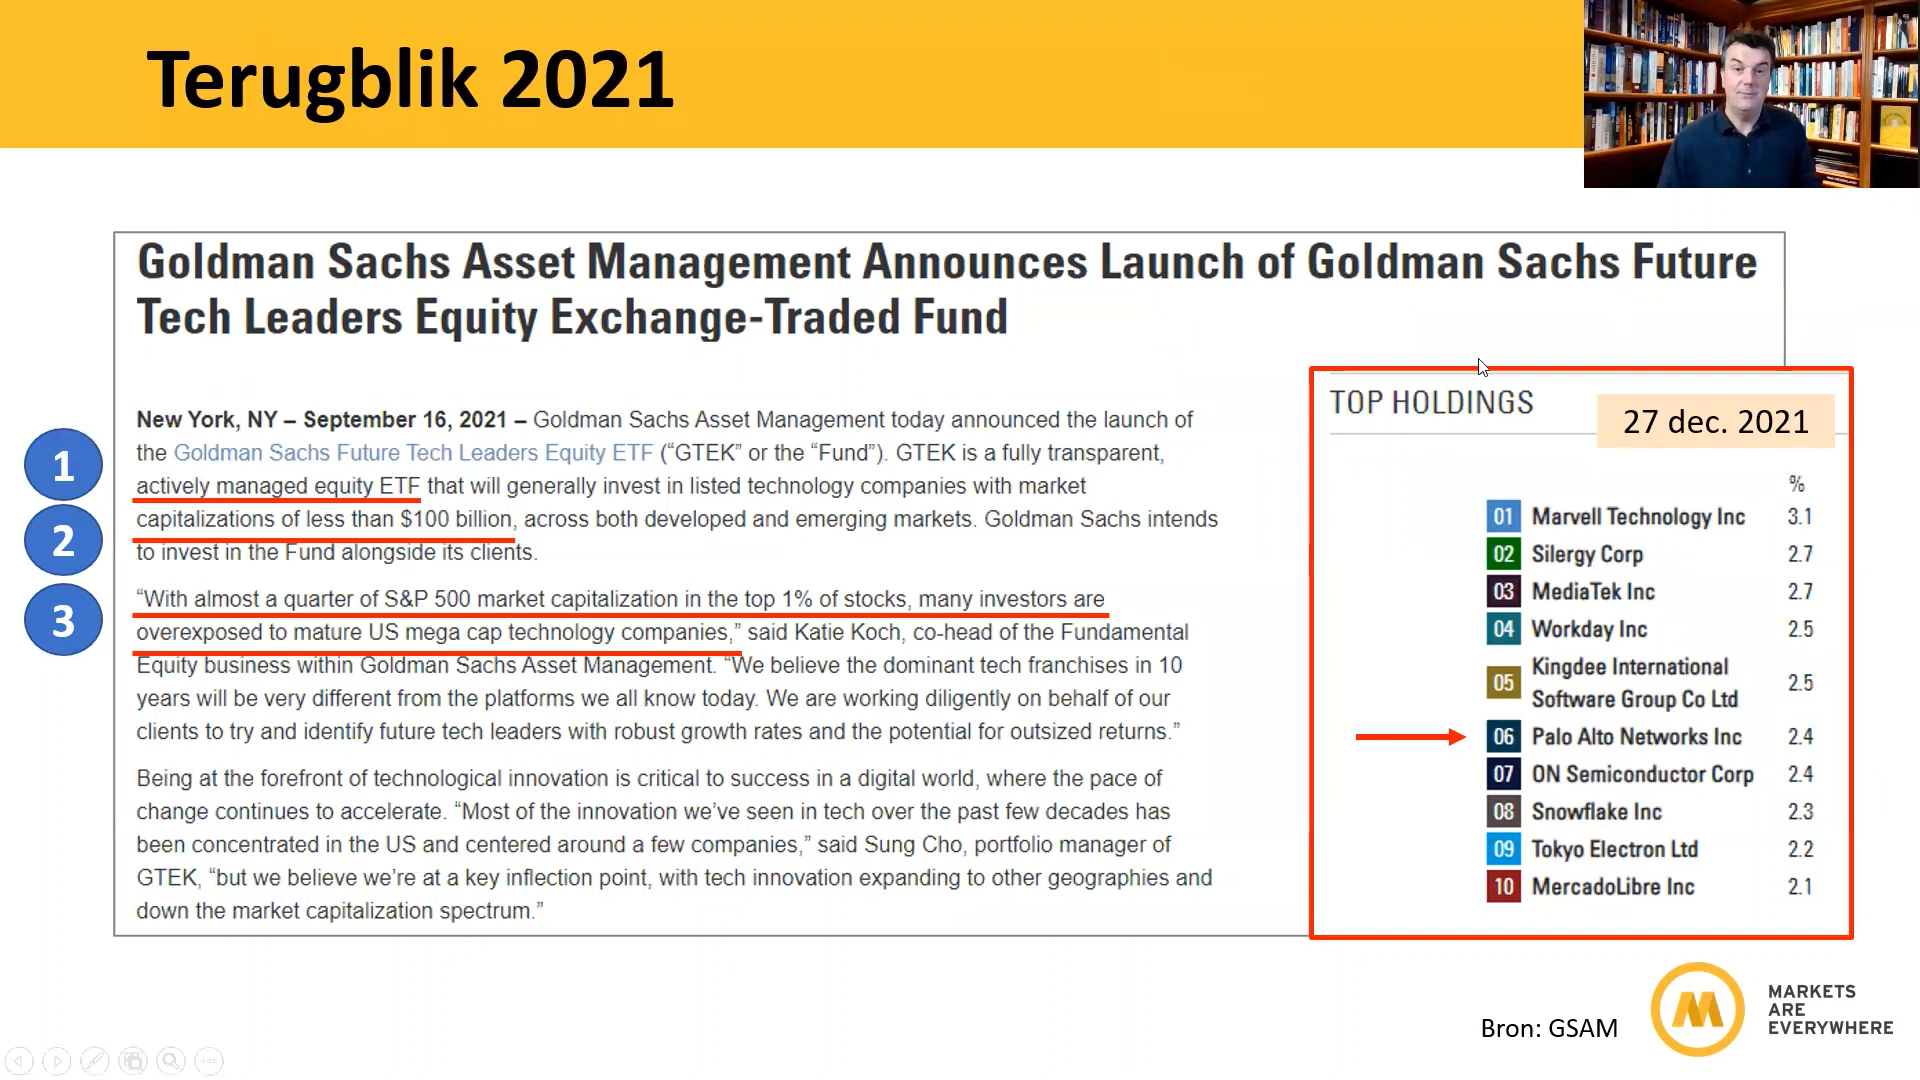 Terugblik 2021
Goldman Sachs Asset Management Announces Launch of Goldman Sachs Future
Tech Leaders Equity Exchange-Traded Fund
New York, NY – September 16, 2021 – Goldman Sachs Asset Management today announced the launch of
the Goldman Sachs Future Tech Leaders Equity ETF (“GTEK” or the “Fund”). GTEK is a fully transparent,
actively managed equity ETF that will generally invest in listed technology companies with market
capitalizations of less than $100 billion, across both developed and emerging markets. Goldman Sachs intends
to invest in the Fund alongside its clients.
“With almost a quarter of S&P 500 market capitalization in the top 1% of stocks, many investors are
overexposed to mature US mega cap technology companies,” said Katie Koch, co-head of the Fundamental
Equity business within Goldman Sachs Asset Management. “We believe the dominant tech franchises in 10
years will be very different from the platforms we all know today. We are working diligently on behalf of our
clients to try and identify future tech leaders with robust growth rates and the potential for outsized returns.”
Being at the forefront of technological innovation is critical to success in a digital world, where the pace of
change continues to accelerate. “Most of the innovation we’ve seen in tech over the past few decades has
been concentrated in the US and centered around a few companies,” said Sung Cho, portfolio manager of
GTEK, “but we believe we’re at a key inflection point, with tech innovation expanding to other geographies and
down the market capitalization spectrum.”
1
2
3
TOP HOLDINGS
27 dec. 2021
%
01 Marvell Technology Inc 3.1
02 Silergy Corp 2.7
03 MediaTek Inc 2.7
04 Workday Inc 2.5
05 Kingdee International
Software Group Co Ltd 2.5
06 Palo Alto Networks Inc 2.4
07 ON Semiconductor Corp 2.4
08 Snowflake Inc 2.3
09 Tokyo Electron Ltd 2.2
10 MercadoLibre Inc 2.1
Bron: GSAM
MARKETS
ARE
EVERYWHERE